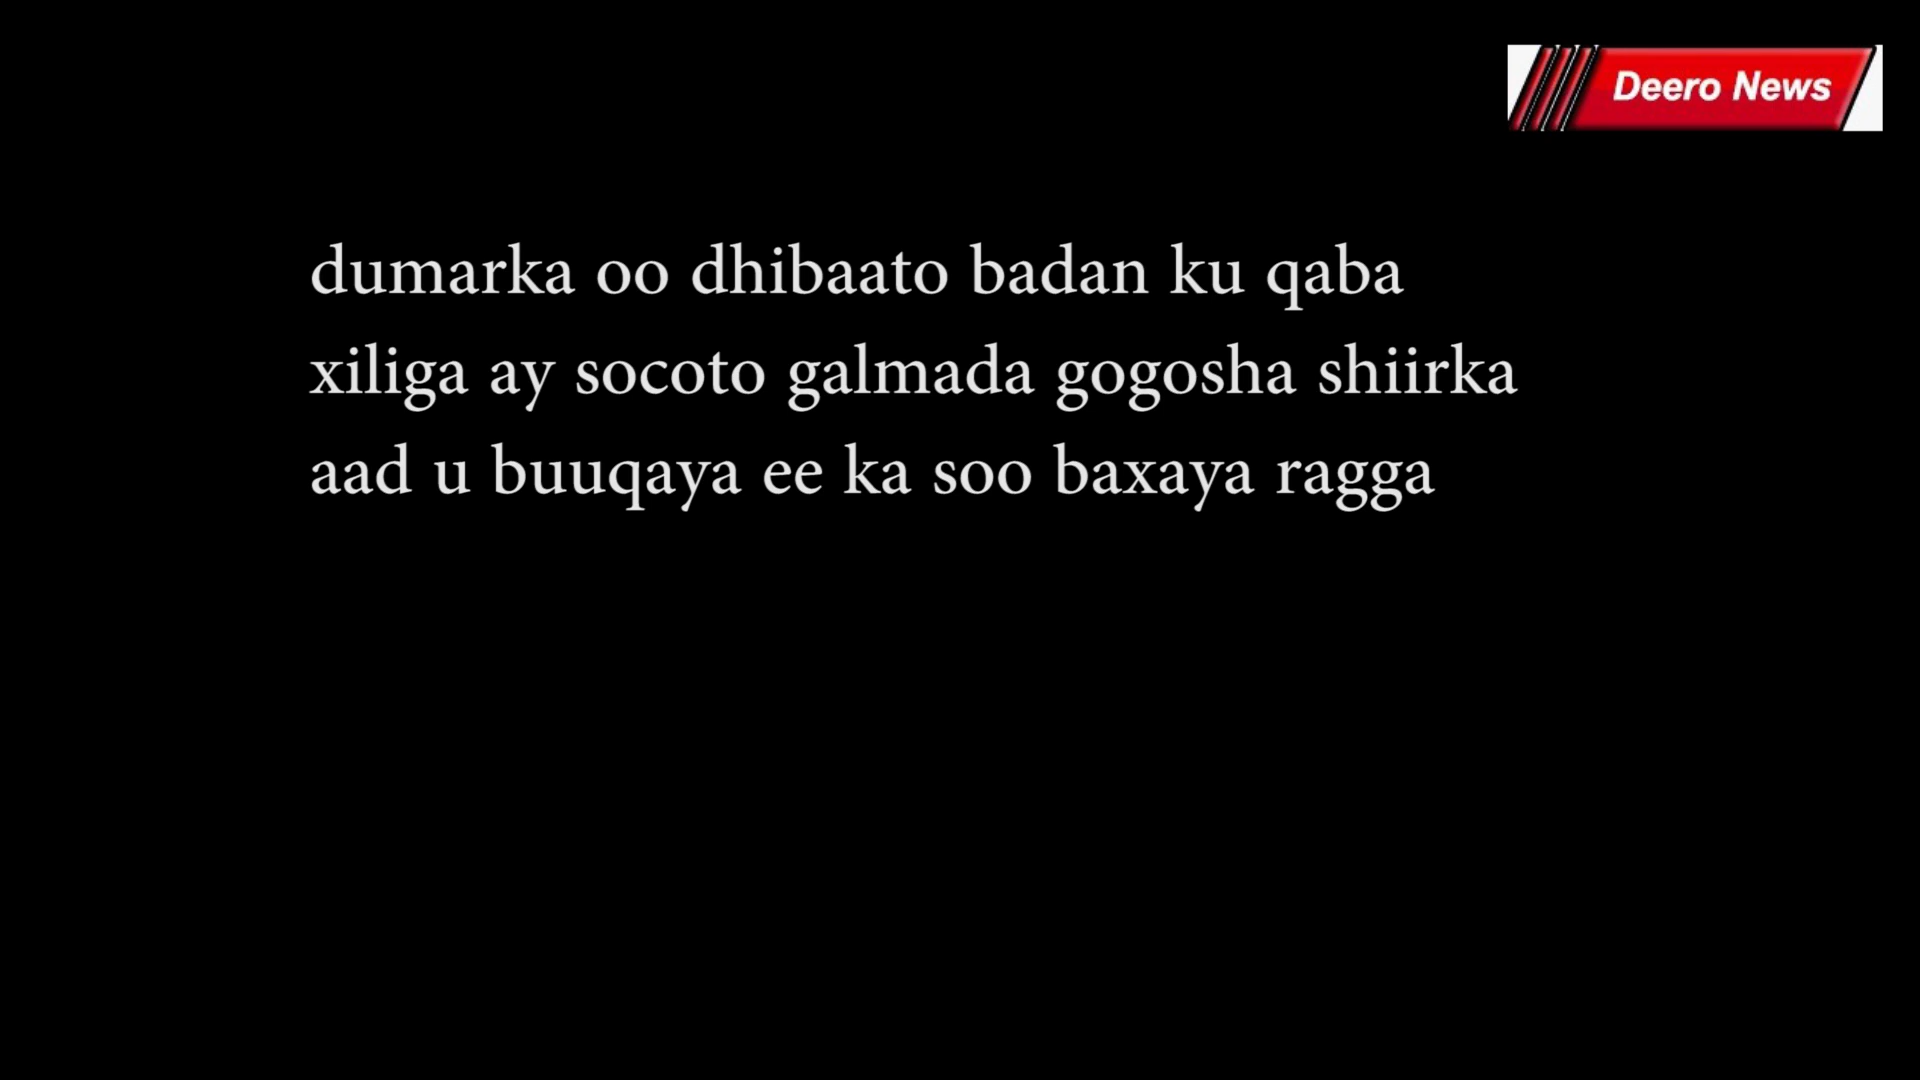 Deero News
dumarka oo dhibaato badan ku qaba
xiliga ay socoto galmada gogosha shiirka
aad u buuqaya ee ka soo baxaya ragga